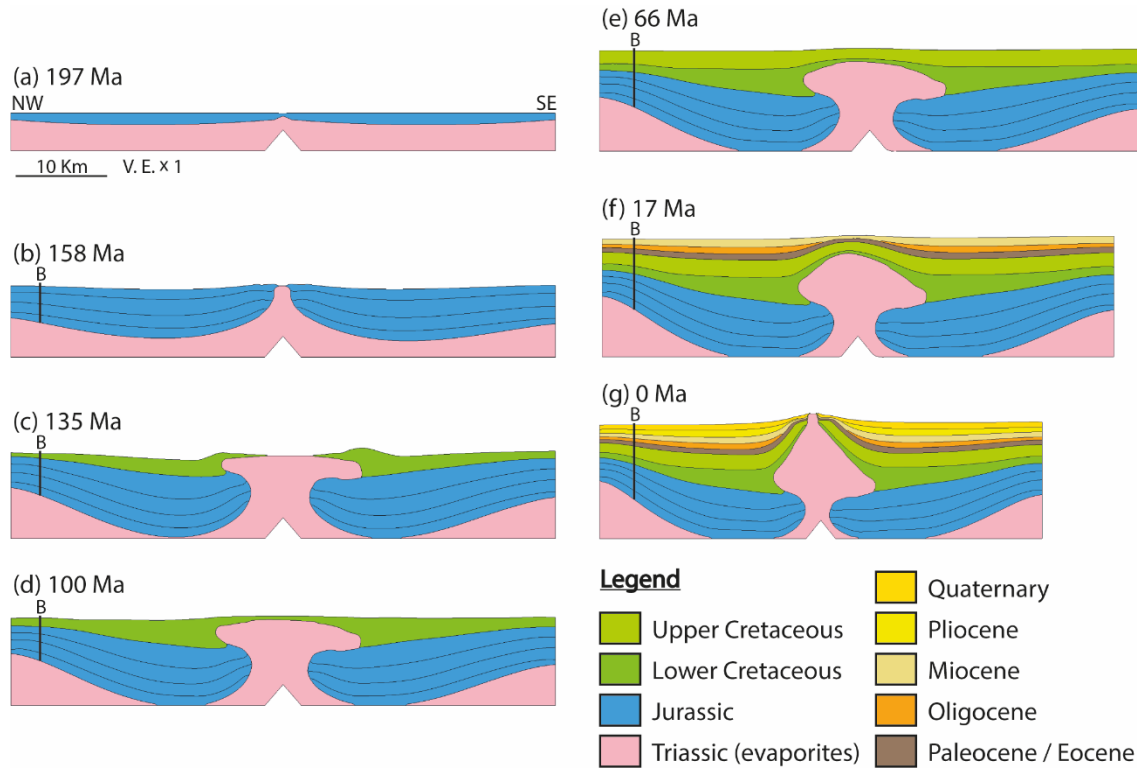 (a) 197 Ma
NW
SE
10 Km V. E. x 1
(b) 158 Ma
B
(c) 135 Ma
B
(d) 100 Ma
B
(e) 66 Ma
B
(f) 17 Ma
B
(g) 0 Ma
B
Legend
Upper Cretaceous
Lower Cretaceous
Jurassic
Triassic (evaporites)
Quaternary
Pliocene
Miocene
Oligocene
Paleocene / Eocene